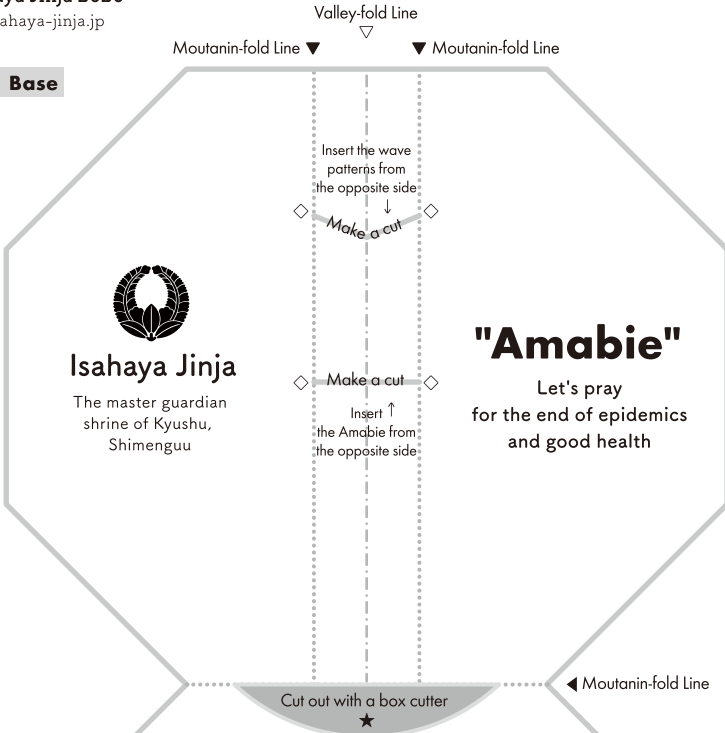 Valley-fold Line
ahaya-jinja.jp
Moutanin-fold Line
Moutanin-fold Line
Base
Insert the wave
patterns from
the opposite side
Make a cut
"Amabie"
Isahaya Jinja
Make a cut
Let's pray
for the end of epidemics
and good health
The master guardian
shrine of Kyushu,
Shimenguu
Insert
the Amabie from
the opposite side
Moutanin-fold Line
Cut out with a box cutter